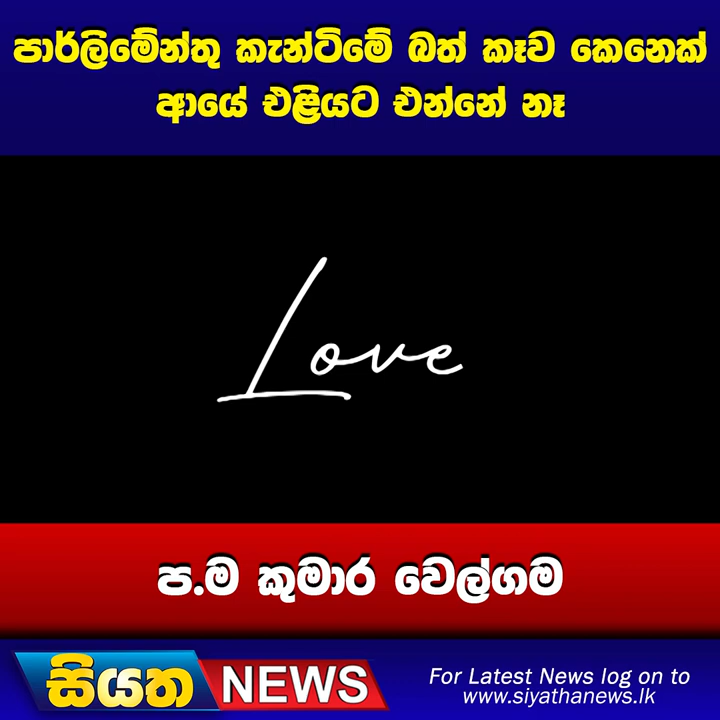 පාර්ලිමේන්තු කැන්ටිමේ බත් කෑව කෙනෙක්
ආයේ එළියට එන්නේ නෑ
Love
ප.ම කුමාර වෙල්ගම
සියත NEWS
For Latest News log on to
www.siyathanews.lk